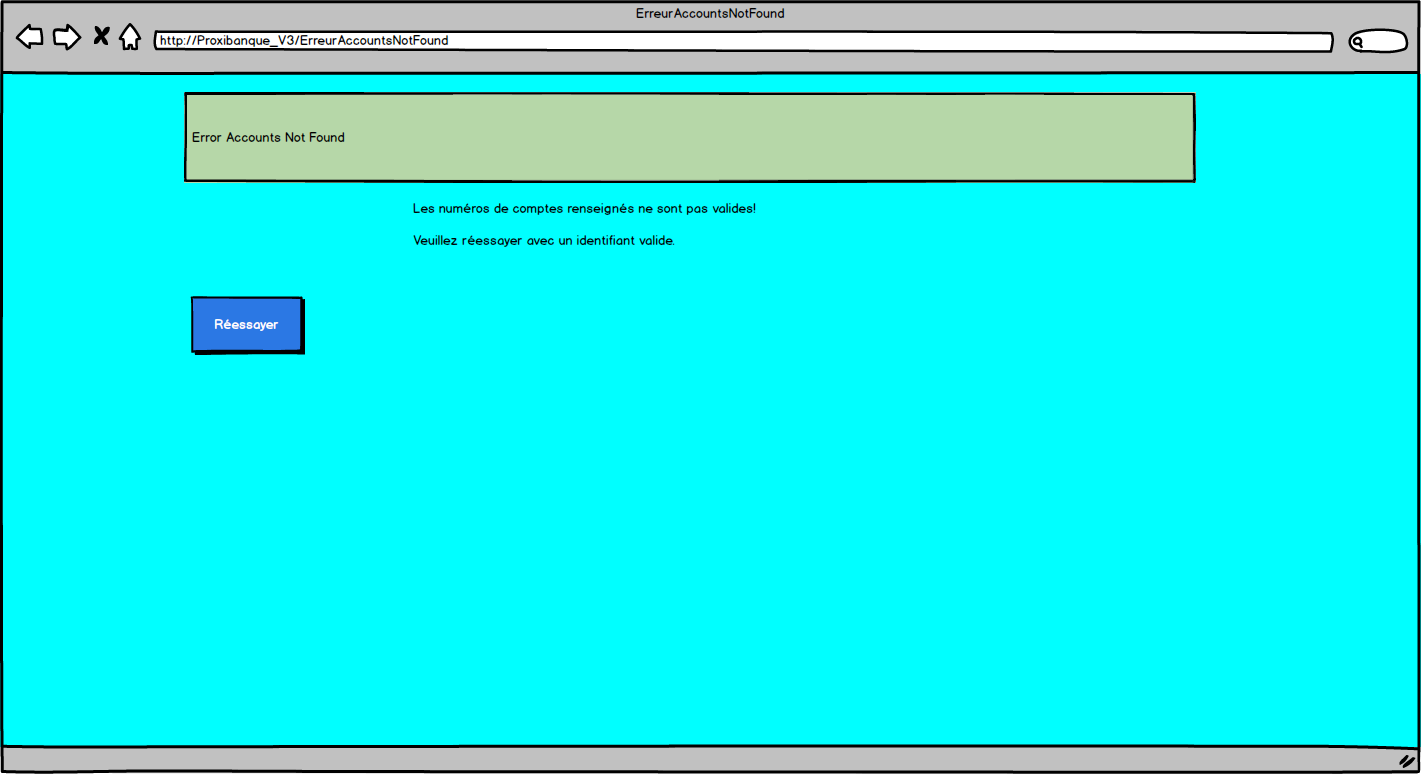 ErreurAccountsNotFound
http://Proxibanque_V3/ErreurAccountsNotFound
Error Accounts Not Found
Les numéros de comptes renseignés ne sont pas valides!
Veuillez réessayer avec un identifiant valide.
Réessayer